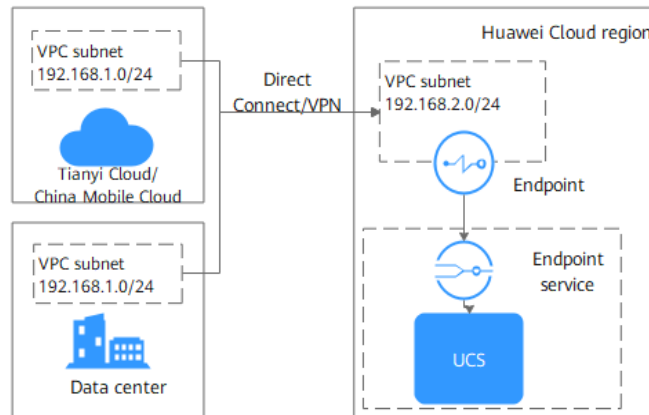 VPC subnet
192.168.1.0/24
Tianyi Cloud/
China Mobile Cloud
VPC subnet
192.168.1.0/24
Data center
Direct
Connect/VPN
Huawei Cloud region
VPC subnet
192.168.2.0/24
Endpoint
Endpoint
service
UCS